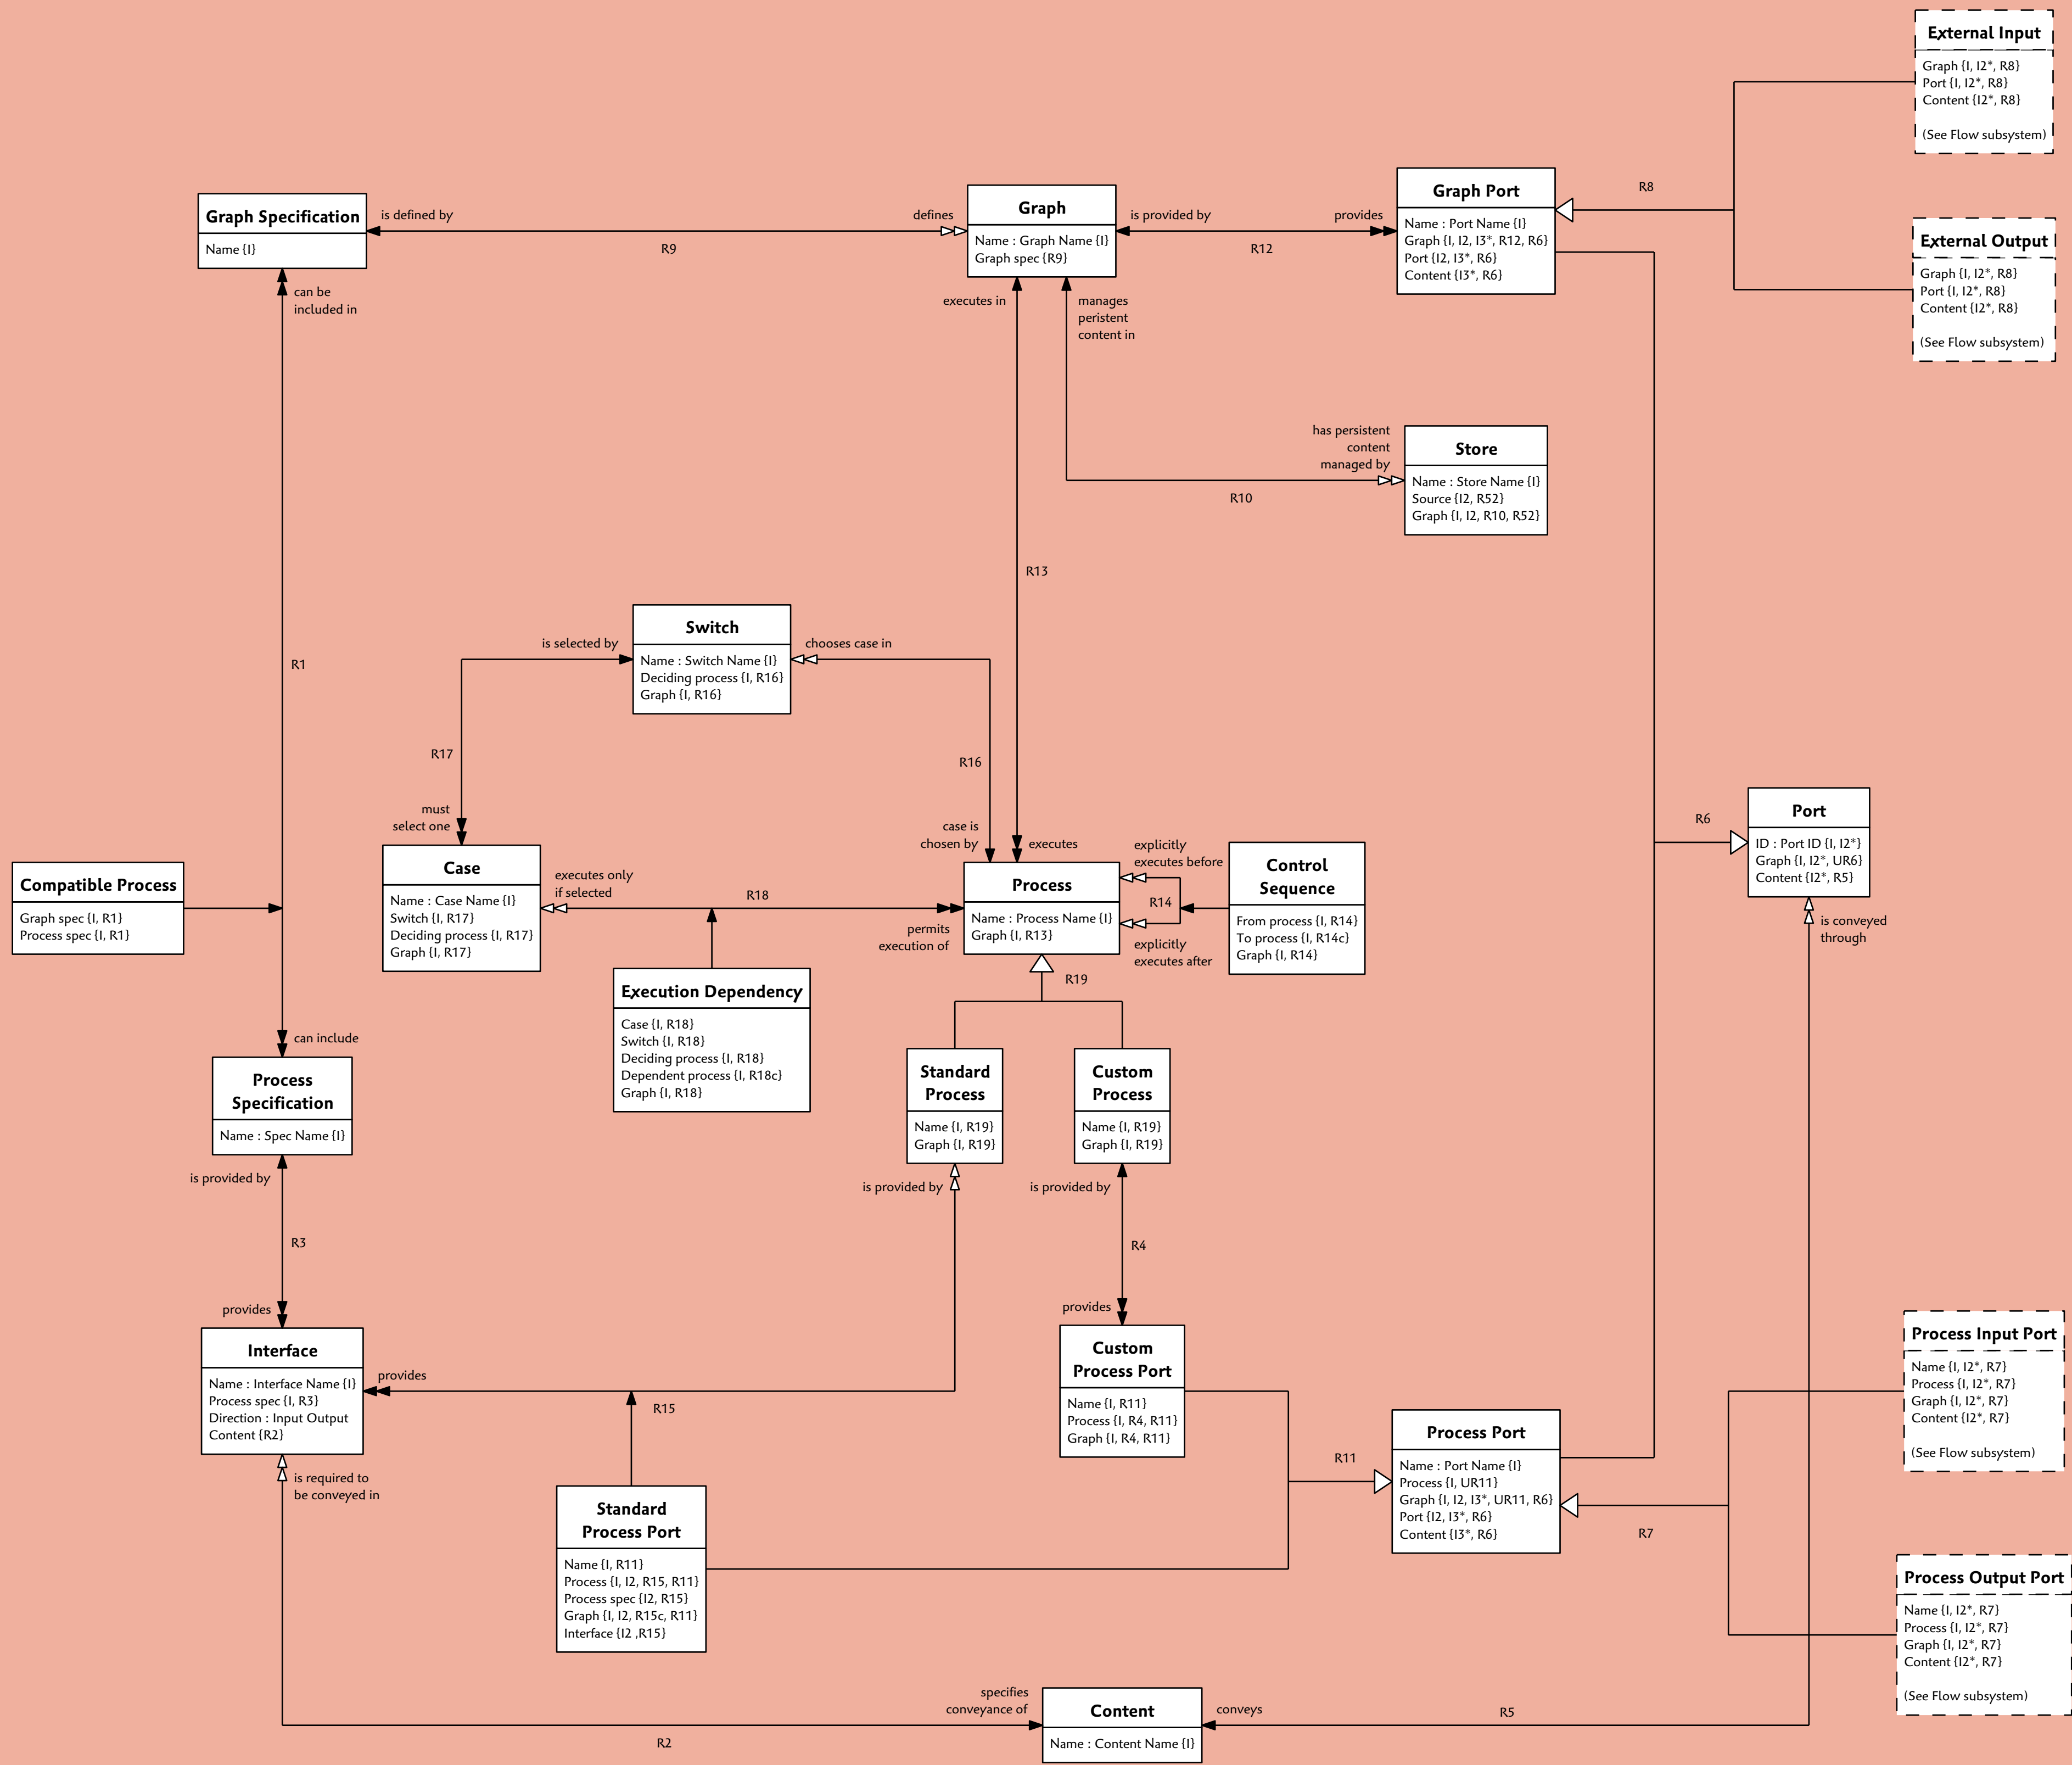 External Input
Graph {I, I2*, R8}
Port {I, I2*, R8}
Content {I2*, R8}
(See Flow subsystem)
R8
External Output
Graph {I, I2*, R8}
Port {I, I2*, R8}
Content {I2*, R8}
(See Flow subsystem)
Graph Specification
Name {I}
is defined by
defines
R9
Graph
Name : Graph Name {I}
Graph spec {R9}
is provided by
provides
R12
Graph Port
Name : Port Name {I}
Graph {I, I2, I3*, R12, R6}
Port {I2, I3*, R6}
Content {I3*, R6}
can be
included in
executes in
manages
peristent
content in
has persistent
content
managed by
R10
Store
Name : Store Name {I}
Source {I2, R52}
Graph {I, I2, R10, R52}
R13
R1
is selected by
Switch
Name : Switch Name {I}
Deciding process {I, R16}
Graph {I, R16}
chooses case in
R17
R16
must
select one
case is
chosen by
executes
Compatible Process
Graph spec {I, R1}
Process spec {I, R1}
Case
Name : Case Name {I}
Switch {I, R17}
Deciding process {I, R17}
Graph {I, R17}
executes only
if selected
R18
permits
execution of
Process
Name : Process Name {I}
Graph {I, R13}
explicitly
executes before
R14
explicitly
executes after
Control
Sequence
From process {I, R14}
To process {I, R14c}
Graph {I, R14}
R6
Port
ID : Port ID {I, I2*}
Graph {I, I2*, UR6}
Content {I2*, R5}
is conveyed
through
Execution Dependency
Case {I, R18}
Switch {I, R18}
Deciding process {I, R18}
Dependent process {I, R18c}
Graph {I, R18}
R19
can include
Process
Specification
Name : Spec Name {I}
Standard
Process
Name {I, R19}
Graph {I, R19}
Custom
Process
Name {I, R19}
Graph {I, R19}
is provided by
R3
provides
is provided by
is provided by
R4
provides
Interface
Name : Interface Name {I}
Process spec {I, R3}
Direction : Input Output
Content {R2}
provides
R15
Custom
Process Port
Name {I, R11}
Process {I, R4, R11}
Graph {I, R4, R11}
R11
Process Port
Name : Port Name {I}
Process {I, UR11}
Graph {I, I2, I3*, UR11, R6}
Port {I2, I3*, R6}
Content {I3*, R6}
R7
Process Input Port
Name {I, I2*, R7}
Process {I, I2*, R7}
Graph {I, I2*, R7}
Content {I2*, R7}
(See Flow subsystem)
is required to
be conveyed in
Standard
Process Port
Name {I, R11}
Process {I, I2, R15, R11}
Process spec {I2, R15}
Graph {I, I2, R15c, R11}
Interface {I2 ,R15}
Process Output Port
Name {I, I2*, R7}
Process {I, I2*, R7}
Graph {I, I2*, R7}
Content {I2*, R7}
(See Flow subsystem)
specifies
conveyance of
R2
Content
Name : Content Name {I}
conveys
R5